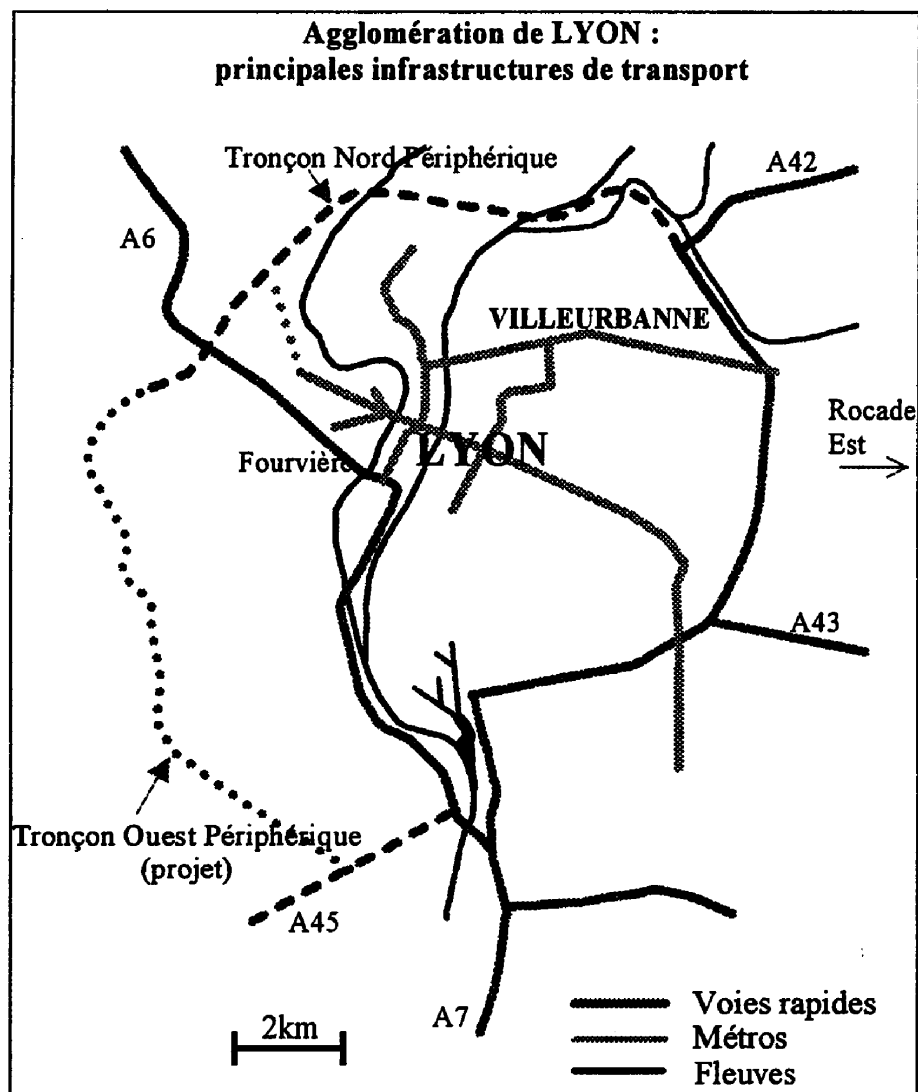 Agglomération de LYON :
principales infrastructures de transport
Tronçon Nord Périphérique
A42
A6
VILLEURBANNE
Rocade
Est
LYON
Fourvière
A43
Tronçon Ouest Périphérique
(projet)
A45
A7
2km
Voies rapides
Métros
Fleuves